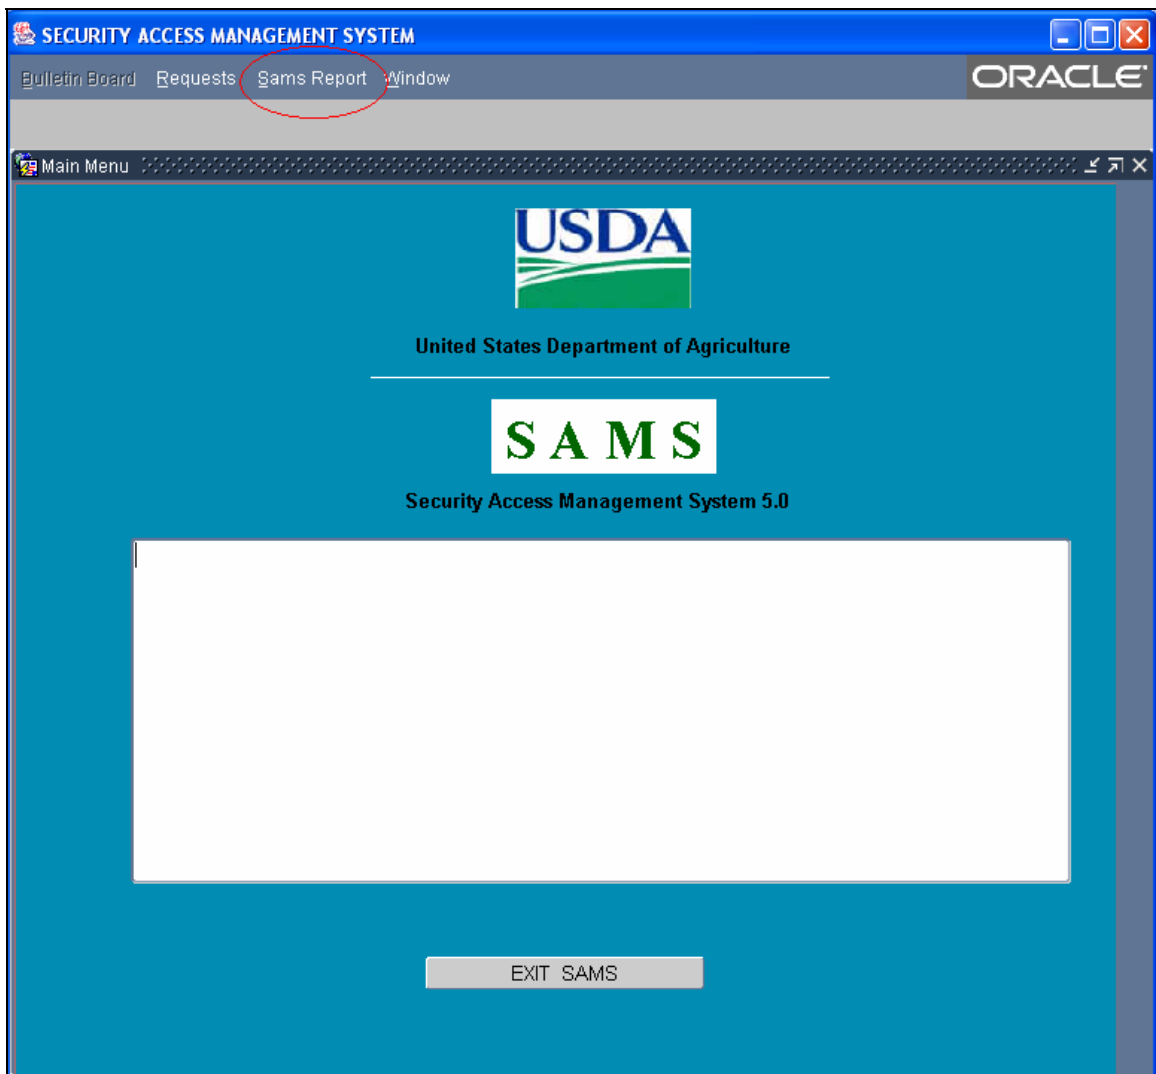 SECURITY ACCESS MANAGEMENT SYSTEM
Bulletin Board Requests Sams Report Window
ORACLE
Main Menu
USDA
United States Department of Agriculture
S A M S
Security Access Management System 5.0
EXIT SAMS